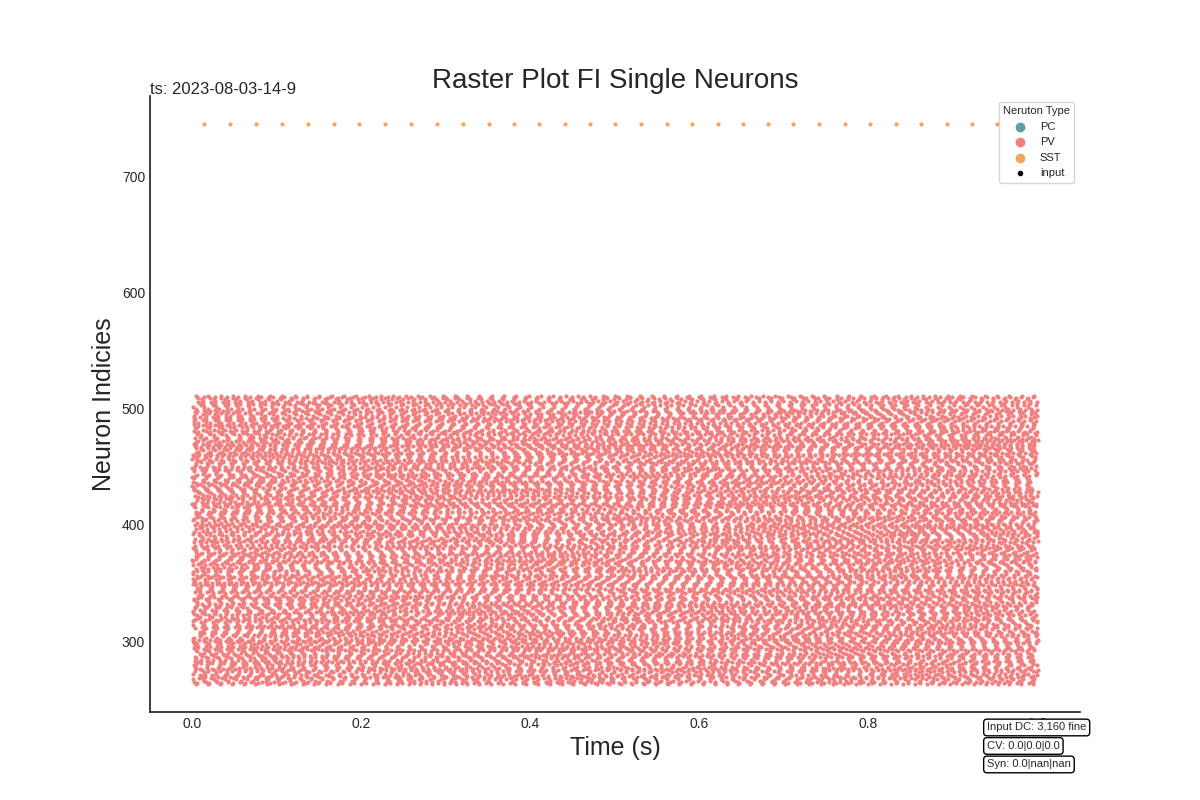 Raster Plot FI Single Neurons
ts: 2023-08-03-14-9
Neruton Type
PC
PV
SST
input
700
600
500
400
300
Neuron Indicies
0.0 0.2 0.4 0.6 0.8
Time (s)
Input DC: 3,160 fine
CV: 0.0|0.0|0.0
Syn: 0.0|nan|nan